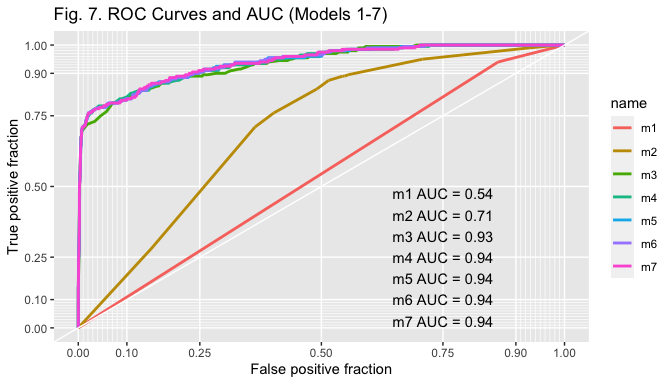 Fig. 7. ROC Curves and AUC (Models 1-7)
True positive fraction
1.00
0.90
0.75
0.50
0.25
0.10
0.00
m1 AUC = 0.54
m2 AUC = 0.71
m3 AUC = 0.93
m4 AUC = 0.94
m5 AUC = 0.94
m6 AUC = 0.94
m7 AUC = 0.94
0.00 0.10 0.25 0.50 0.75 0.90 1.00
False positive fraction
name
m1
m2
m3
m4
m5
m6
m7